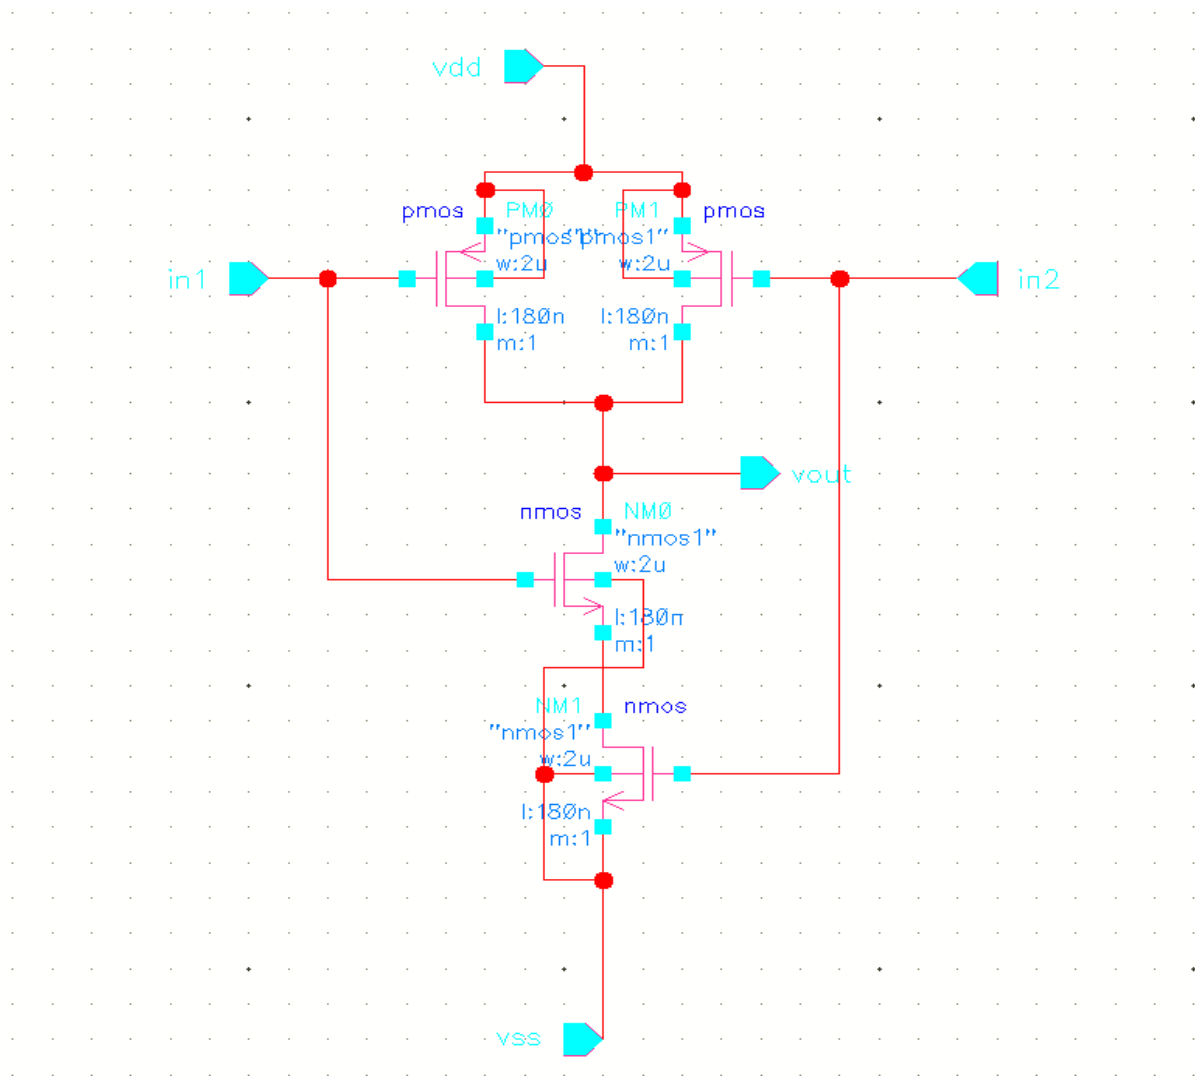 vdd
pmos PM0 PM1 pmos
"pmos1" "pmos1"
w:2u w:2u
in1 in2
l:180n l:180n
m:1 m:1
vout
nmos NM0
"nmos1"
w:2u
l:180n
m:1
NM1 nmos
"nmos1"
w:2u
l:180n
m:1
vss